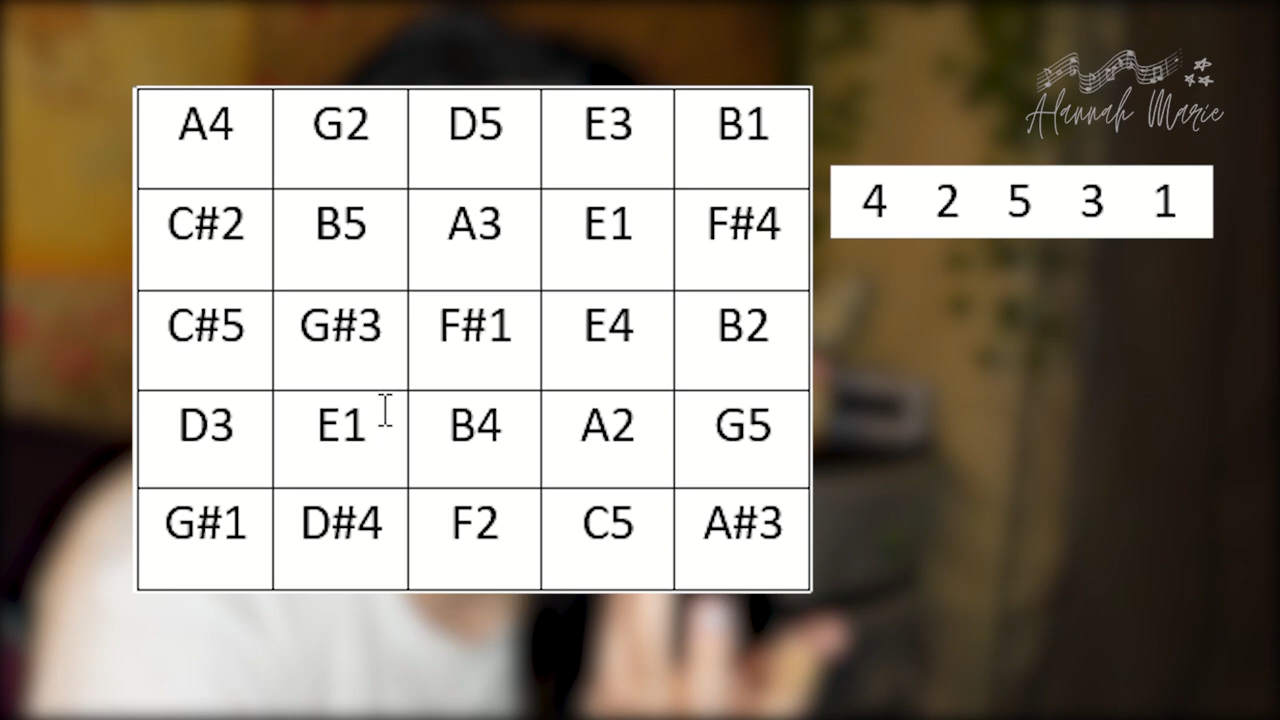 Alannah Marie
A4 G2 D5 E3 B1
4 2 5 3 1
C#2 B5 A3 E1 F#4
C#5 G#3 F#1 E4 B2
D3 E1 B4 A2 G5
G#1 D#4 F2 C5 A#3